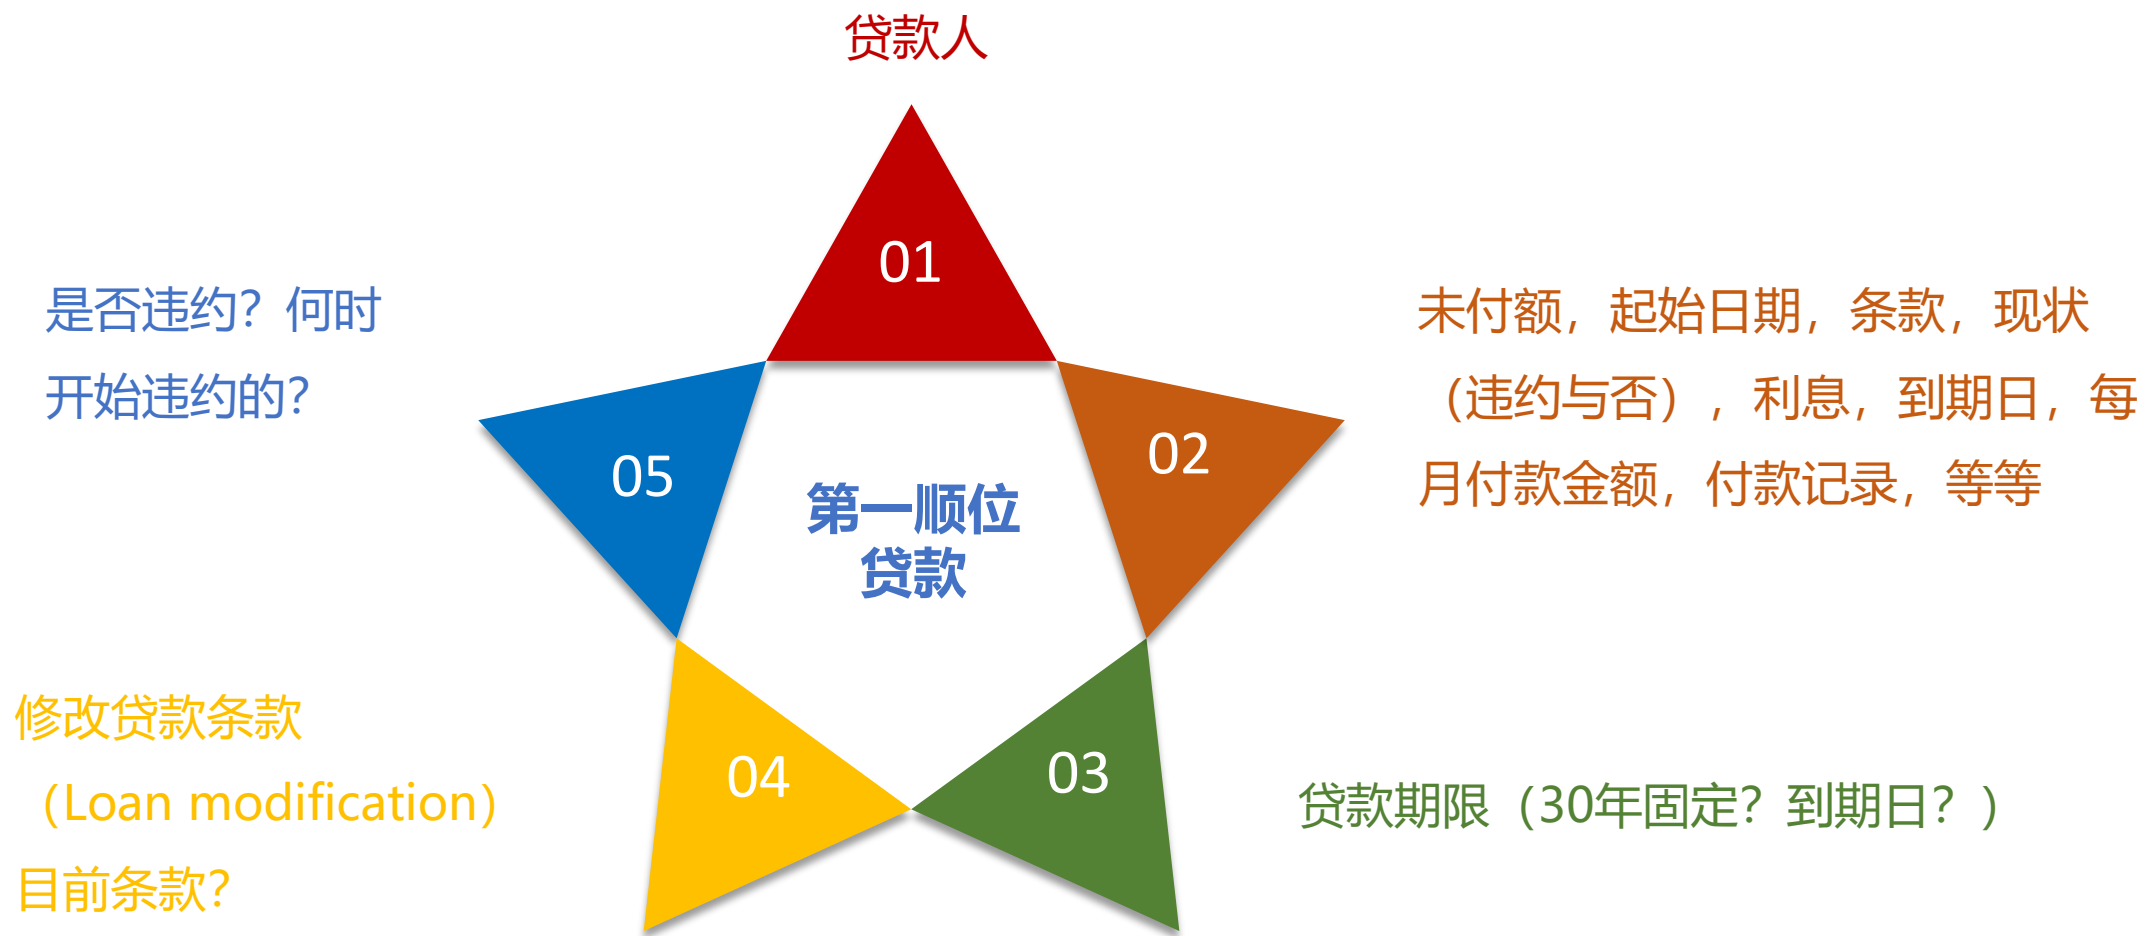 贷款人
01
未付额，起始日期，条款，现状
（违约与否），利息，到期日，每
月付款金额，付款记录，等等
02
贷款期限（30年固定？到期日？）
03
修改贷款条款
（Loan modification）
目前条款？
04
是否违约？何时
开始违约的？
05
第一顺位
贷款